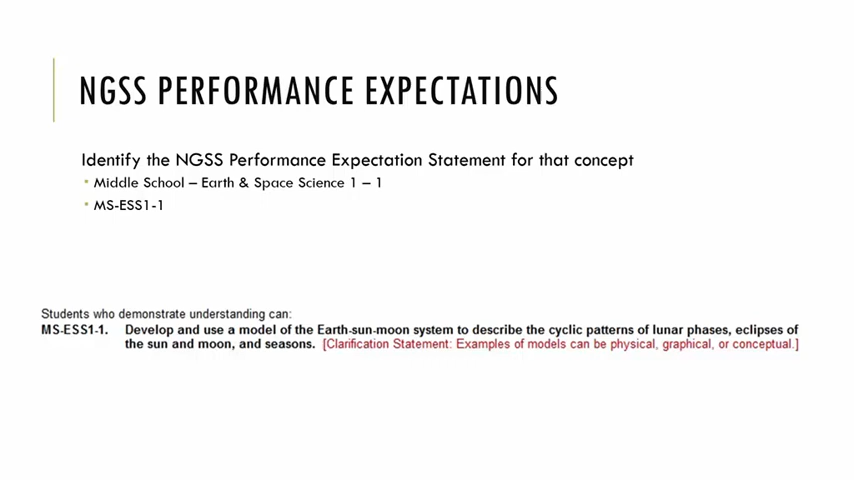 NGSS PERFORMANCE EXPECTATIONS
Identify the NGSS Performance Expectation Statement for that concept
• Middle School – Earth & Space Science 1 – 1
• MS-ESS1-1
Students who demonstrate understanding can:
MS-ESS1-1. Develop and use a model of the Earth-sun-moon system to describe the cyclic patterns of lunar phases, eclipses of
the sun and moon, and seasons. [Clarification Statement: Examples of models can be physical, graphical, or conceptual.]